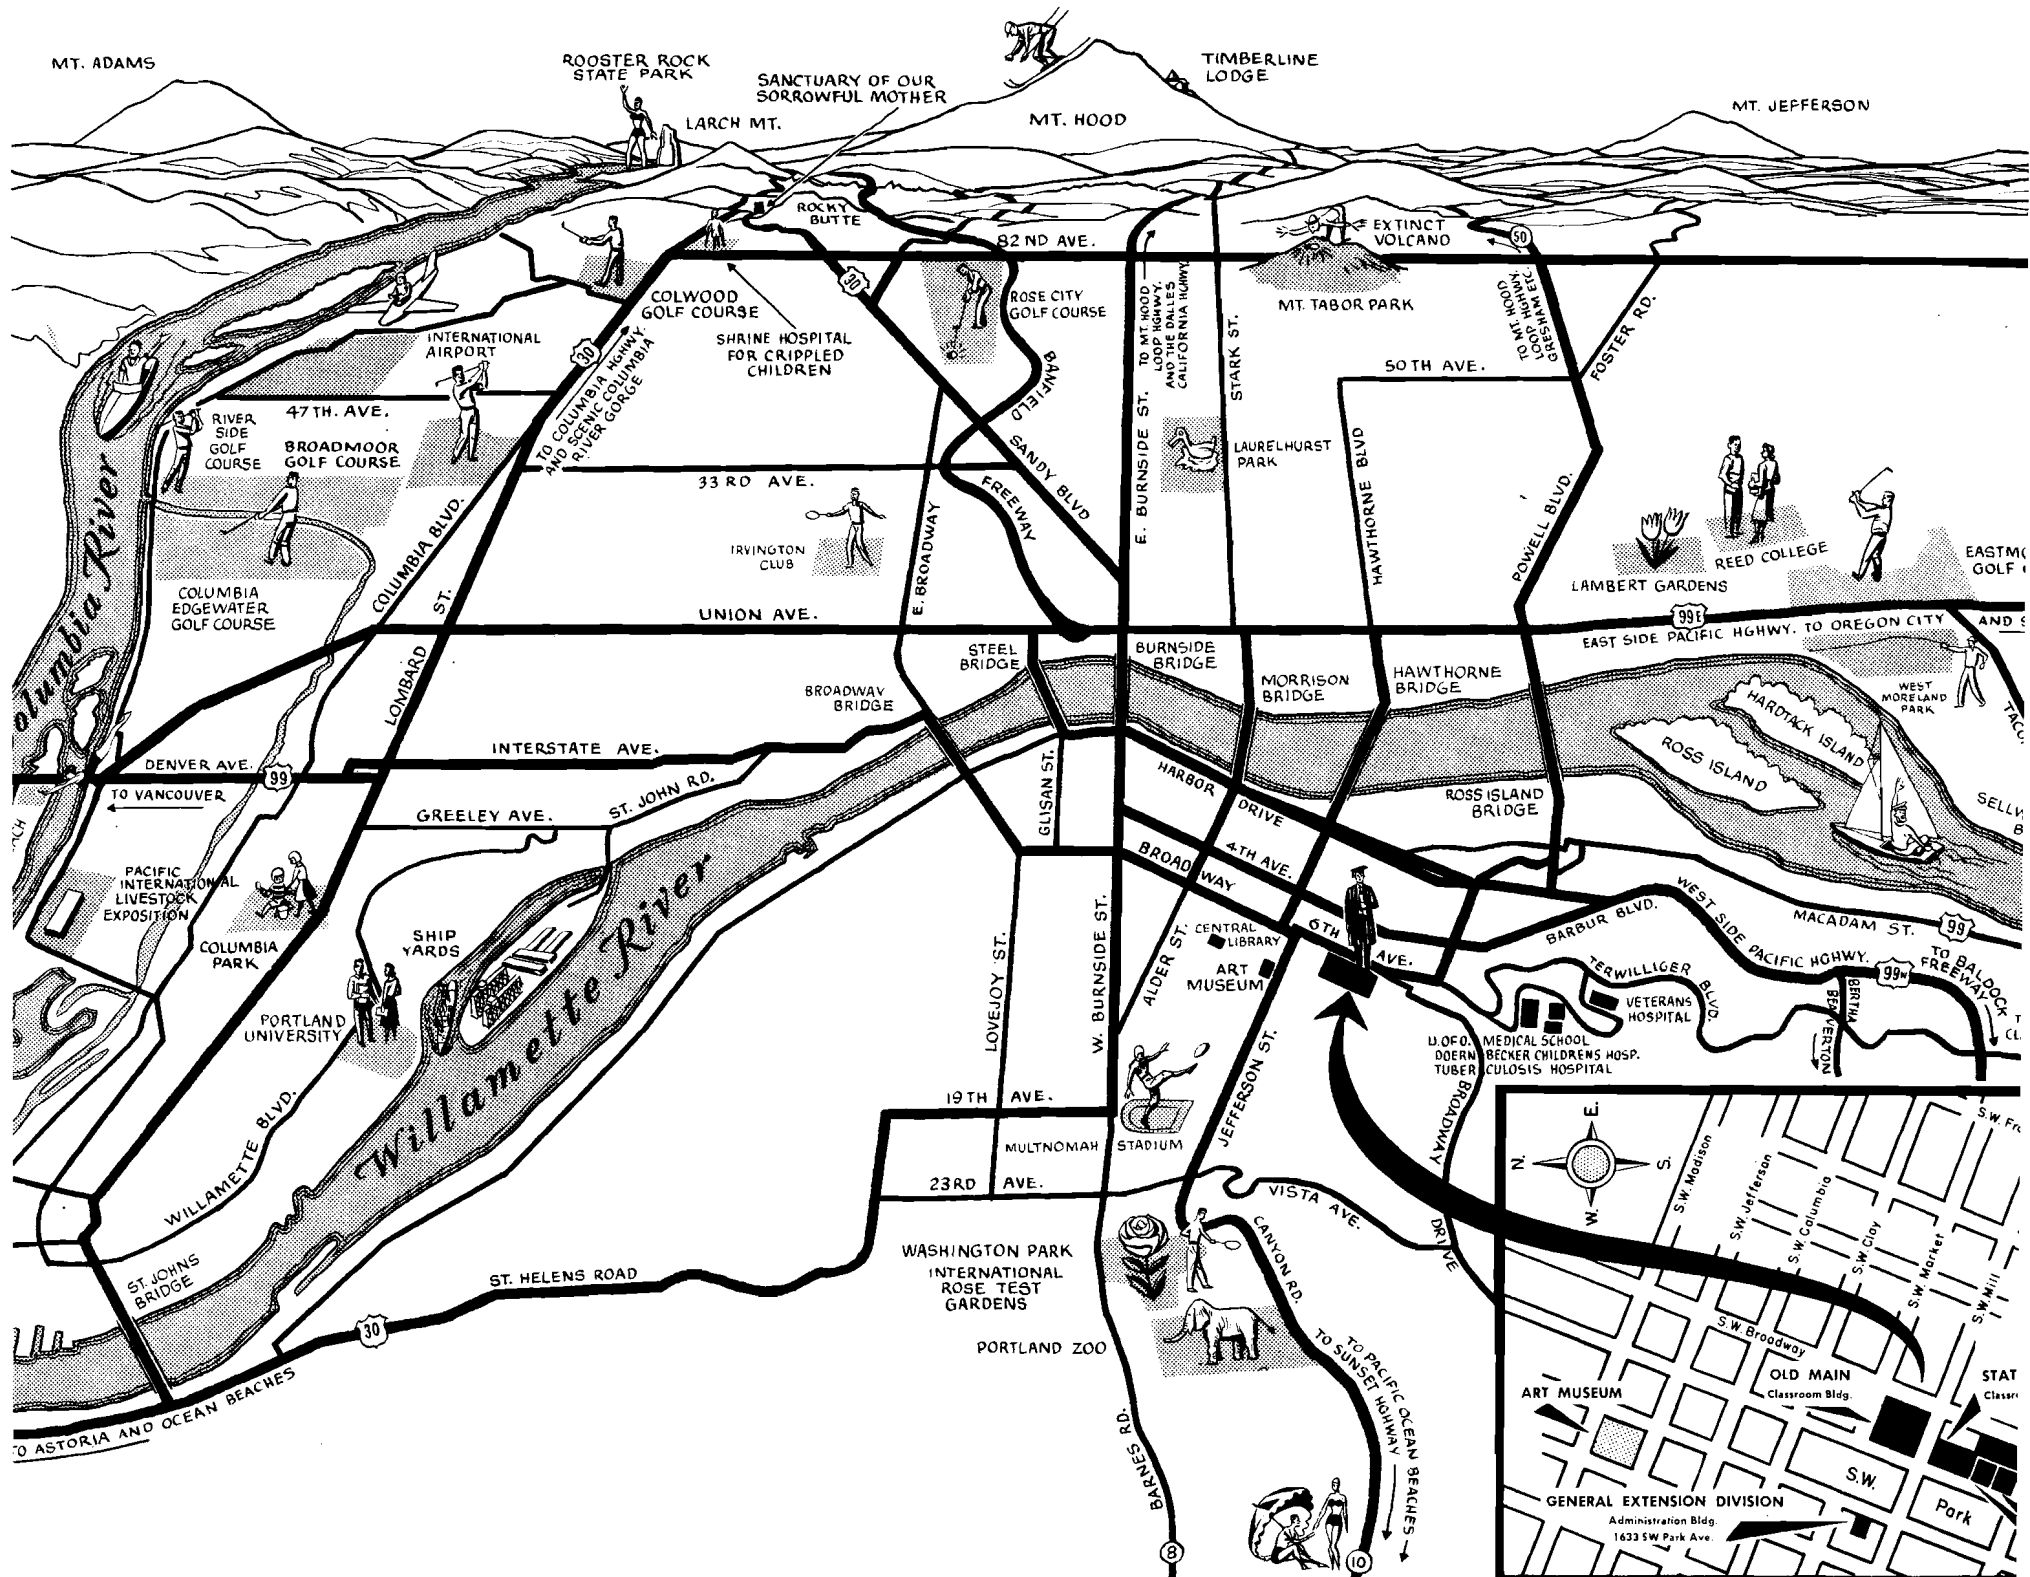 MT. ADAMS
ROOSTER ROCK
STATE PARK
SANCTUARY OF OUR
SORROWFUL MOTHER
LARCH MT.
MT. HOOD
TIMBERLINE
LODGE
MT. JEFFERSON
ROCKY
BUTTE
82ND AVE.
EXTINCT
VOLCANO
50
30
COLWOOD
GOLF COURSE
ROSE CITY
GOLF COURSE
MT. TABOR PARK
TO MT. HOOD
LOOP HGHWY.
AND THE DALLES
CALIFORNIA HGHWY.
TO MT. HOOD
LOOP HGHWY.
GRESHAM ETC.
FOSTER RD.
INTERNATIONAL
AIRPORT
SHRINE HOSPITAL
FOR CRIPPLED
CHILDREN
30
TO COLUMBIA HGHWY.
AND SCENIC COLUMBIA
RIVER GORGE
STARK ST.
50TH AVE.
47TH. AVE.
BANFIELD
FREEWAY
RIVER
SIDE
GOLF
COURSE
BROADMOOR
GOLF COURSE
SANDY BLVD
E. BURNSIDE ST.
LAURELHURST
PARK
HAWTHORNE BLVD
POWELL BLVD.
33RD AVE.
Columbia River
COLUMBIA BLVD.
IRVINGTON
CLUB
E. BROADWAY
LAMBERT GARDENS
REED COLLEGE
COLUMBIA
EDGEWATER
GOLF COURSE
UNION AVE.
99E
EAST SIDE PACIFIC HGHWY. TO OREGON CITY
AND
LOMBARD ST.
STEEL
BRIDGE
BURNSIDE
BRIDGE
MORRISON
BRIDGE
HAWTHORNE
BRIDGE
BROADWAY
BRIDGE
WEST
MORELAND
PARK
HARDTACK ISLAND
ROSS ISLAND
INTERSTATE AVE.
DENVER AVE.
99
TO VANCOUVER
ST. JOHN RD.
GREELEY AVE.
GLISAN ST.
HARBOR DRIVE
ROSS ISLAND
BRIDGE
BROADWAY
4TH AVE.
PACIFIC
INTERNATIONAL
LIVESTOCK
EXPOSITION
COLUMBIA
PARK
SHIP
YARDS
Willamette River
CENTRAL
LIBRARY
6TH AVE.
ART
MUSEUM
BARBUR BLVD.
WEST SIDE PACIFIC HGHWY.
MACADAM ST.
99
99W
TO BALDOCK
FREEWAY
TERWILLIGER BLVD.
VETERANS
HOSPITAL
BERTHA
BEAVERTON
PORTLAND
UNIVERSITY
LOVEJOY ST.
W. BURNSIDE ST.
ALDER ST.
JEFFERSON ST.
U. OF O. MEDICAL SCHOOL
DOERNBECKER CHILDRENS HOSP.
TUBERCULOSIS HOSPITAL
BROADWAY DRIVE
19TH AVE.
MULTNOMAH STADIUM
23RD AVE.
VISTA AVE.
WILLAMETTE BLVD.
ST. JOHNS
BRIDGE
ST. HELENS ROAD
30
TO ASTORIA AND OCEAN BEACHES
WASHINGTON PARK
INTERNATIONAL
ROSE TEST
GARDENS
PORTLAND ZOO
CANYON RD.
TO SUNSET HGHWAY
TO PACIFIC OCEAN BEACHES
BARNES RD.
8
10
N.
E.
S.
W.
S.W. Madison
S.W. Jefferson
S.W. Columbia
S.W. Clay
S.W. Market
S.W. Mill
S.W. Broadway
OLD MAIN
Classroom Bldg.
ART MUSEUM
S.W. Park
GENERAL EXTENSION DIVISION
Administration Bldg.
1633 SW Park Ave.